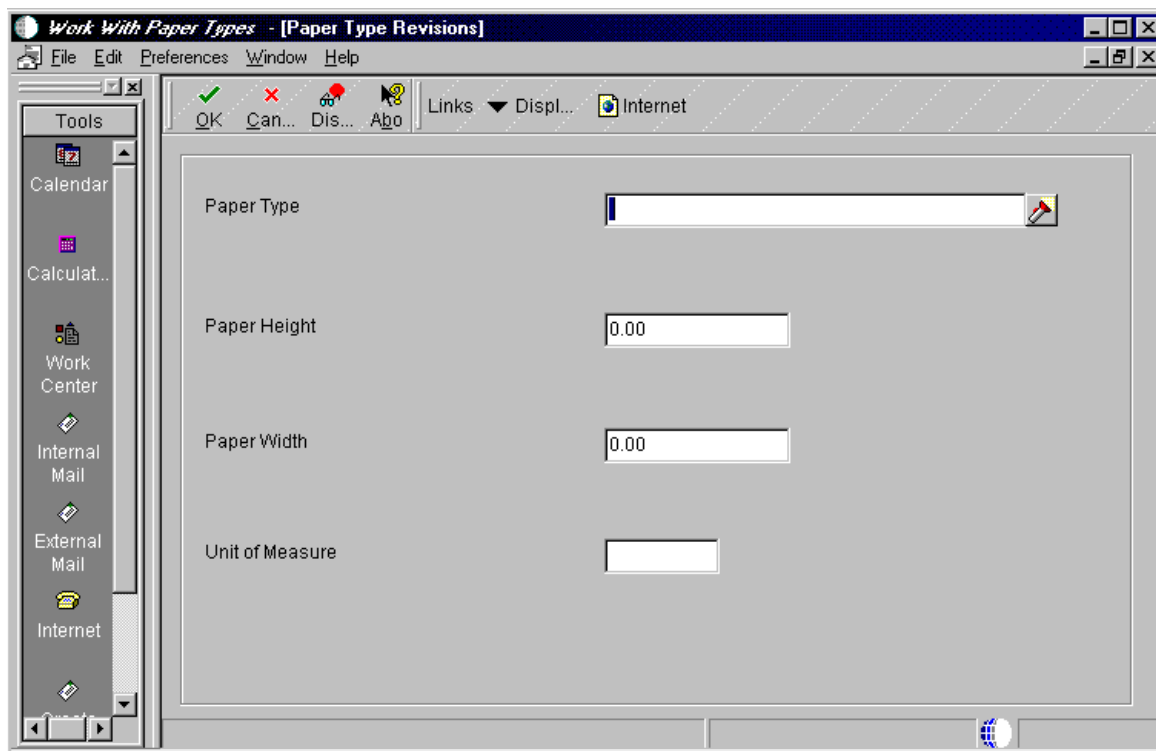 Work With Paper Types - [Paper Type Revisions]
File Edit Preferences Window Help
OK Can... Dis... Abo Links Displ... Internet
Tools
Calendar
Calculat...
Work
Center
Internal
Mail
External
Mail
Internet
Paper Type
Paper Height 0.00
Paper Width 0.00
Unit of Measure